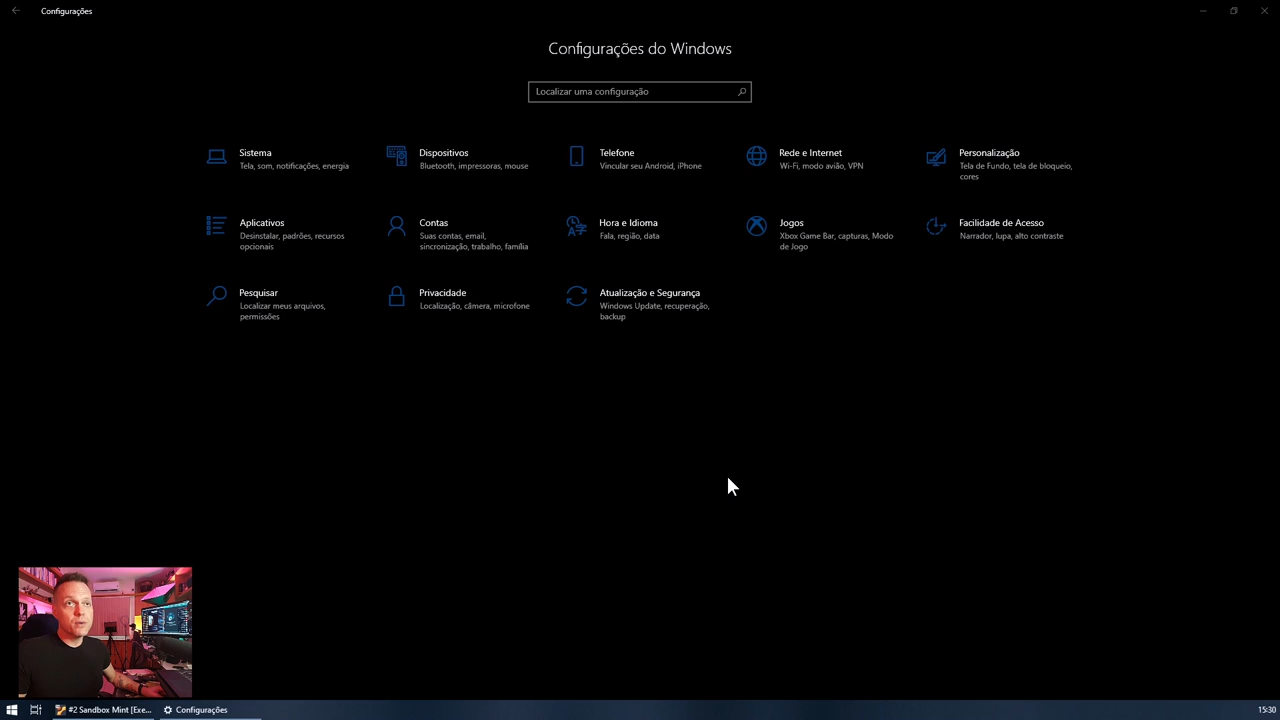 Configurações
Configurações do Windows
Localizar uma configuração
Sistema
Tela, som, notificações, energia
Dispositivos
Bluetooth, impressoras, mouse
Telefone
Vincular seu Android, iPhone
Rede e Internet
Wi-Fi, modo avião, VPN
Personalização
Tela de Fundo, tela de bloqueio,
cores
Aplicativos
Desinstalar, padrões, recursos
opcionais
Contas
Suas contas, email,
sincronização, trabalho, família
Hora e Idioma
Fala, região, data
Jogos
Xbox Game Bar, capturas, Modo
de Jogo
Facilidade de Acesso
Narrador, lupa, alto contraste
Pesquisar
Localizar meus arquivos,
permissões
Privacidade
Localização, câmera, microfone
Atualização e Segurança
Windows Update, recuperação,
backup
#2 Sandbox Mint [Exe...
Configurações
15:30